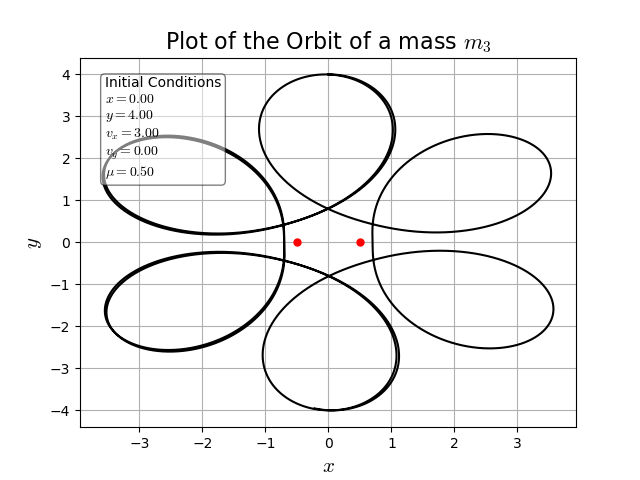 Plot of the Orbit of a mass m₃
Initial Conditions
x = 0.00
y = 4.00
vₓ = 3.00
v_y = 0.00
μ = 0.50
y
4
3
2
1
0
−1
−2
−3
−4
−3 −2 −1 0 1 2 3
x